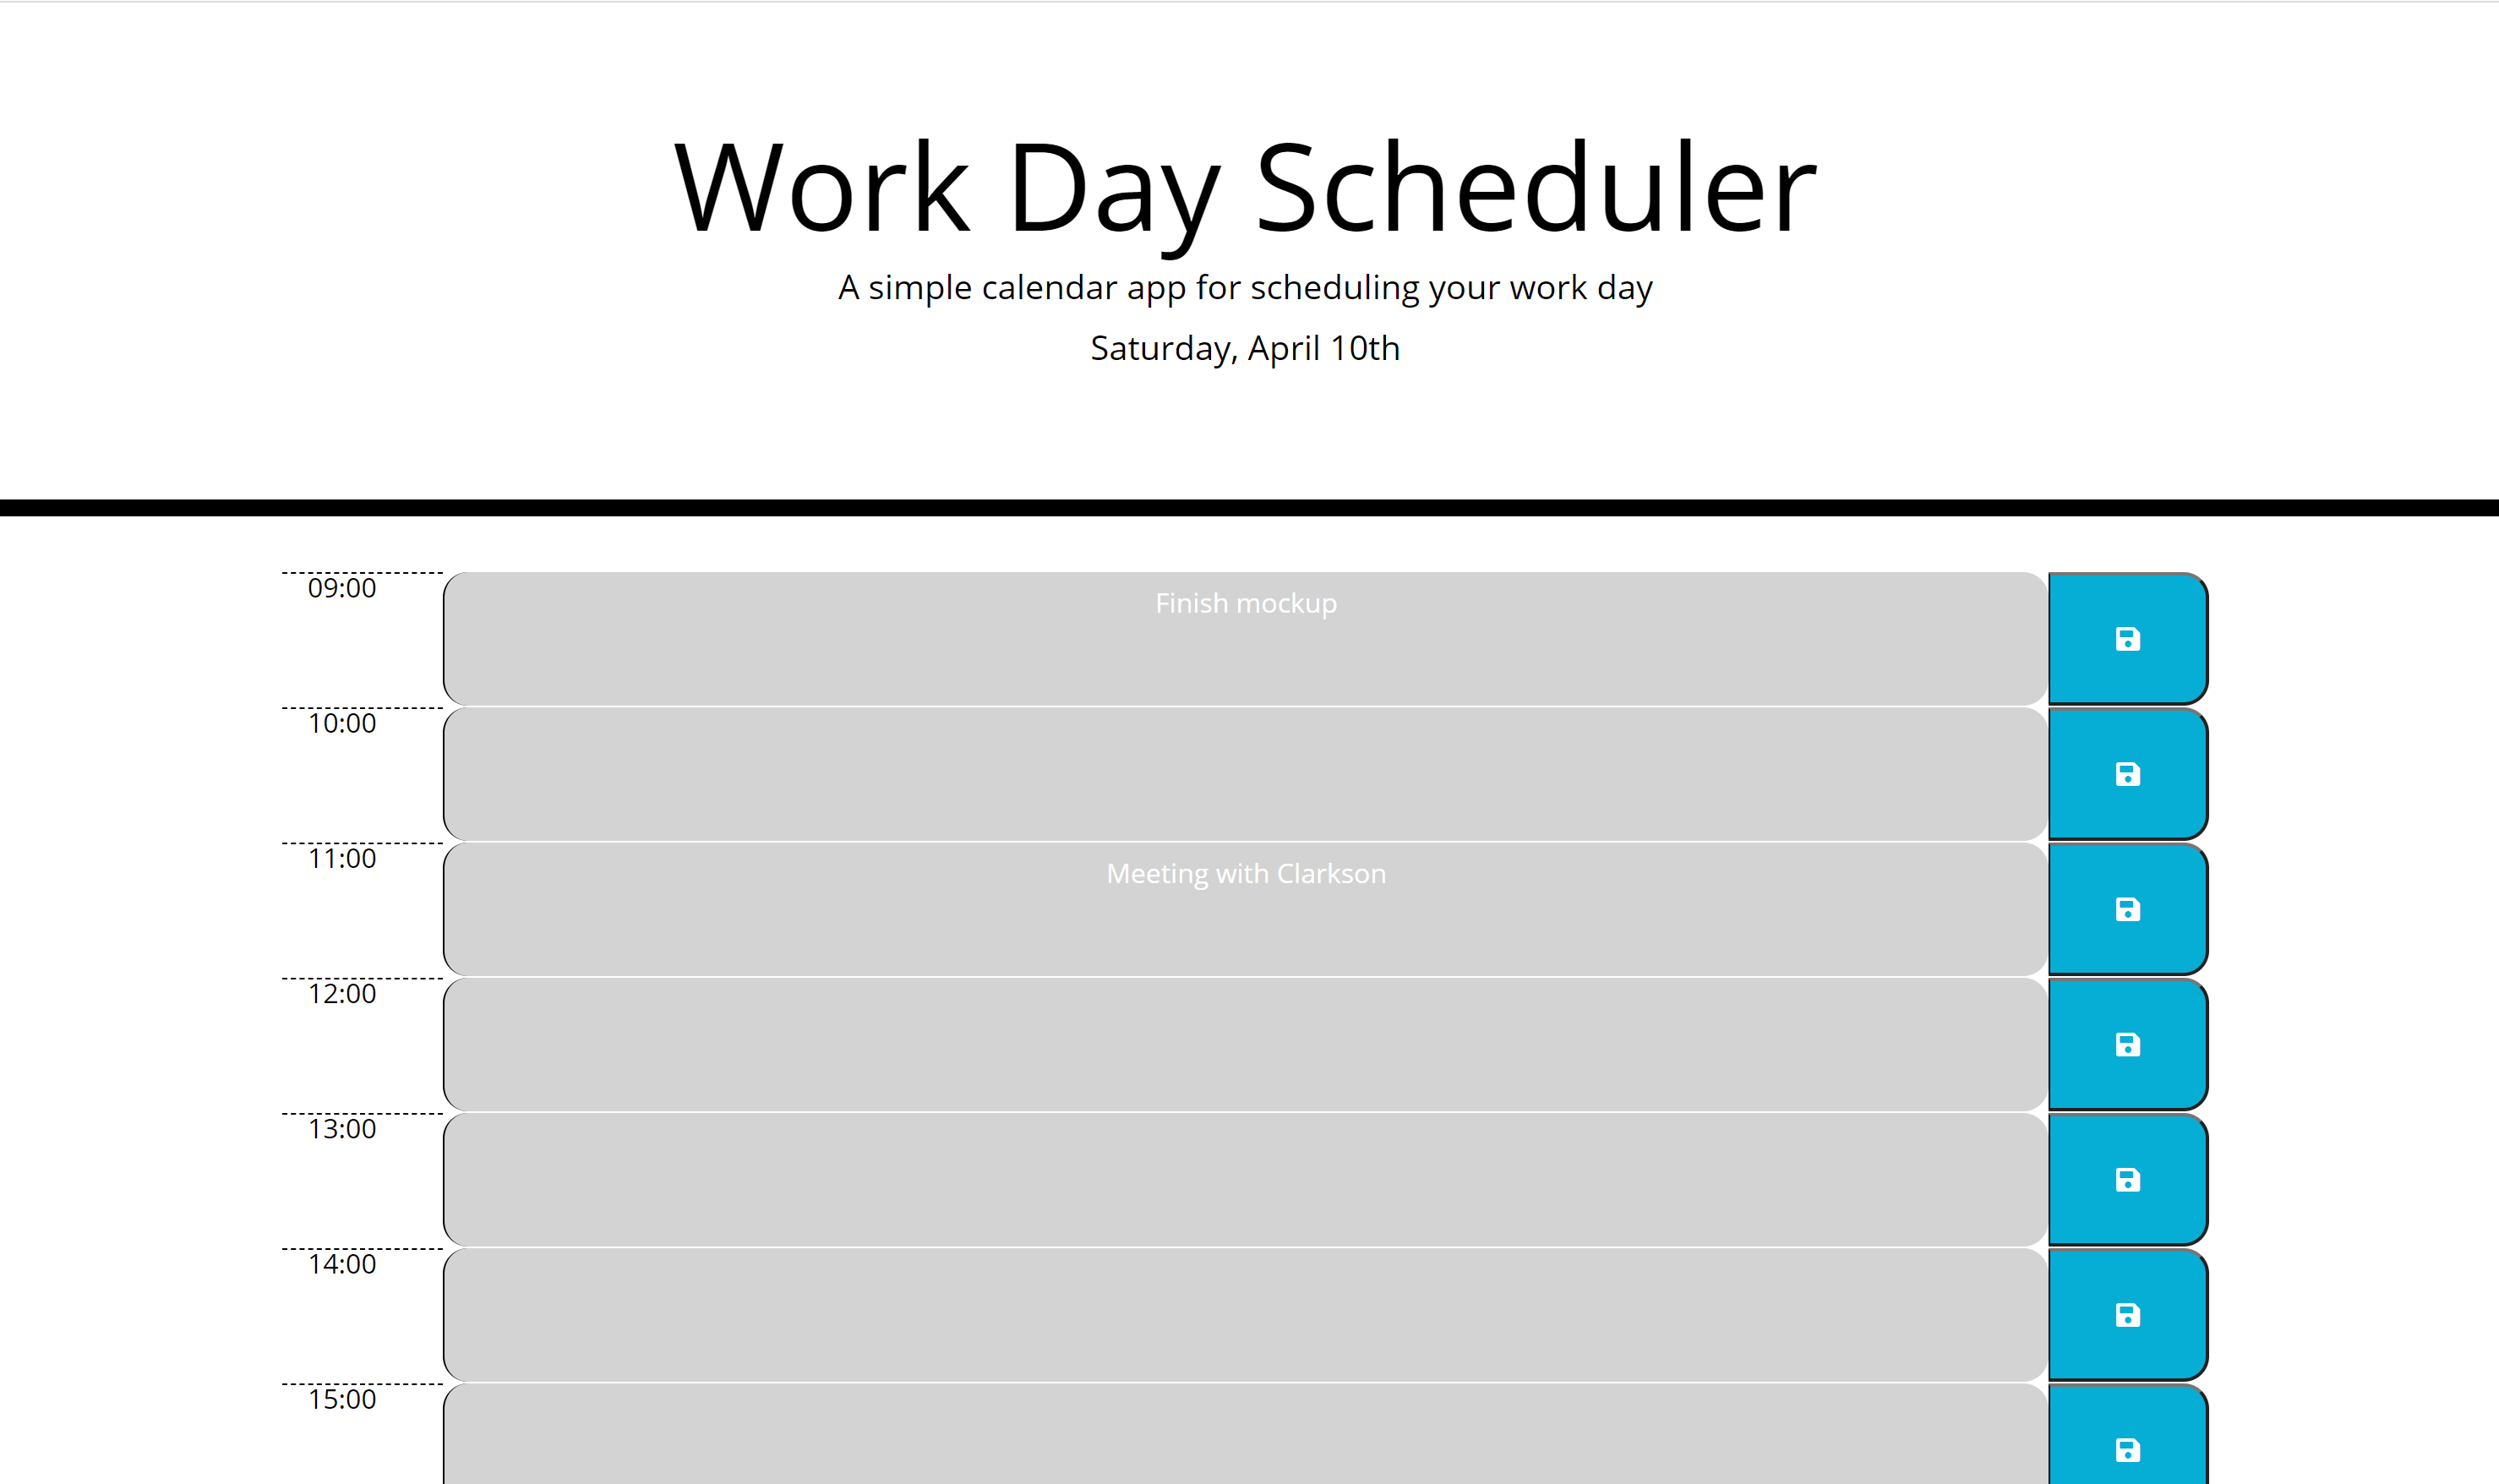 Work Day Scheduler
A simple calendar app for scheduling your work day
Saturday, April 10th
09:00
Finish mockup
10:00
11:00
Meeting with Clarkson
12:00
13:00
14:00
15:00